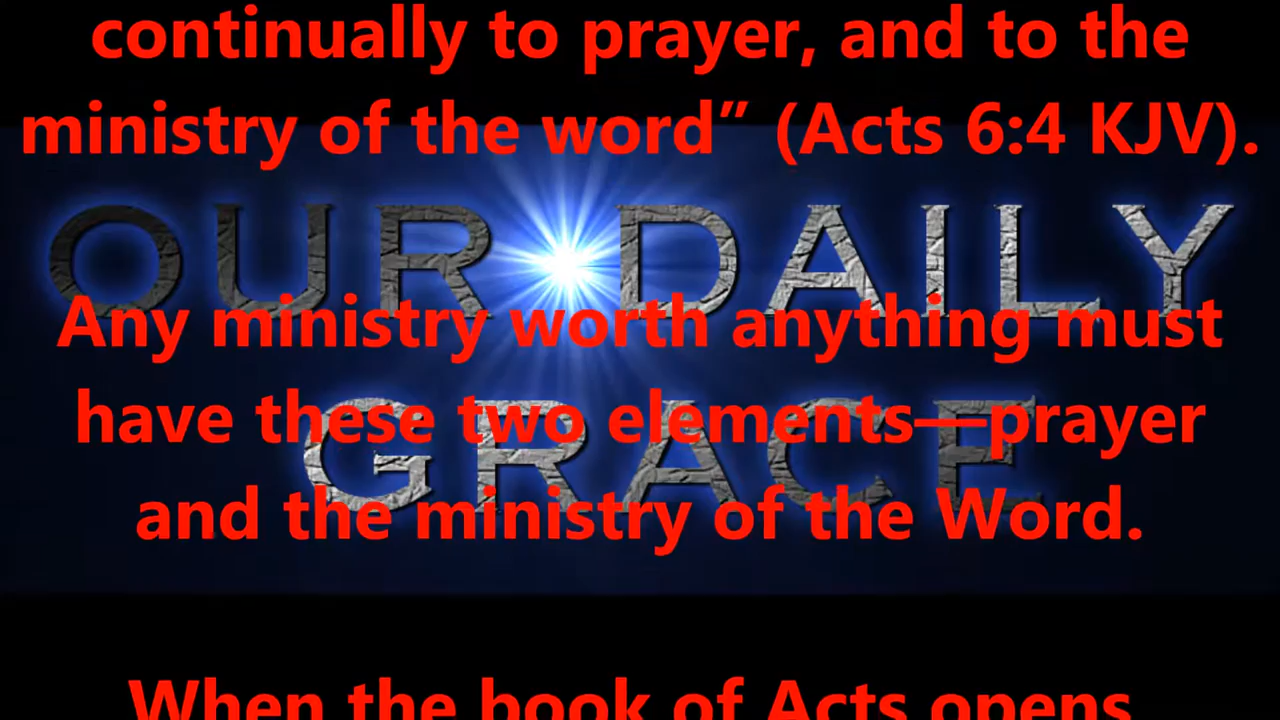 continually to prayer, and to the
ministry of the word” (Acts 6:4 KJV).
OUR DAILY
Any ministry worth anything must
have these two elements—prayer
GRACE
and the ministry of the Word.
When the book of Acts opens